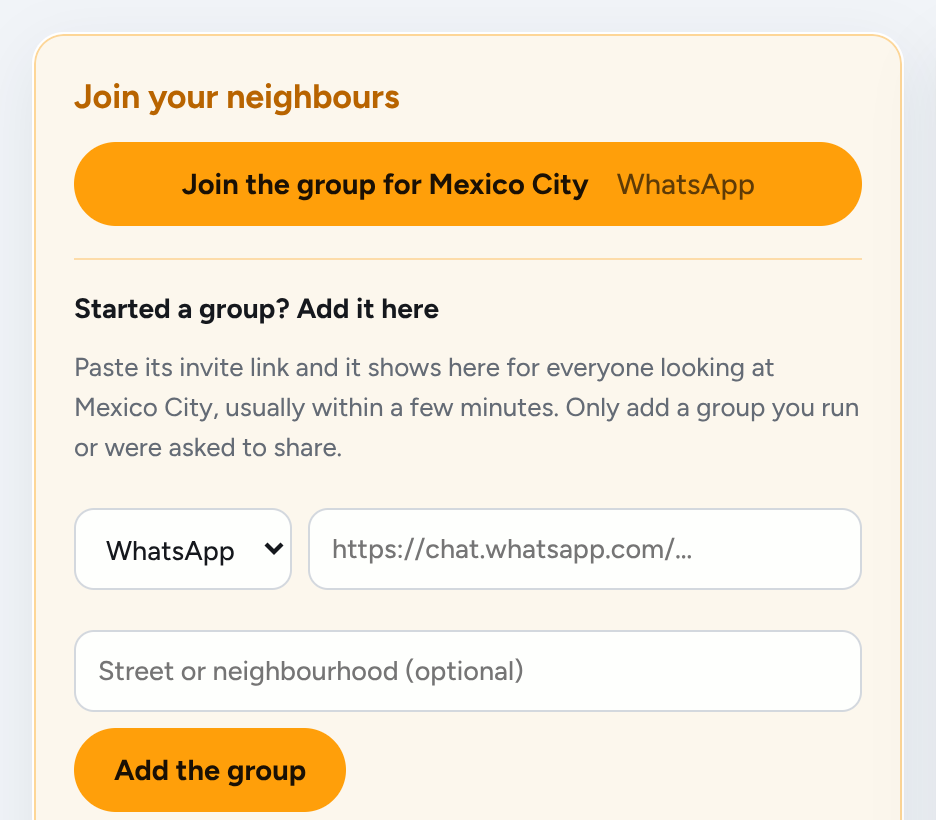 Join your neighbours
Join the group for Mexico City WhatsApp
Started a group? Add it here
Paste its invite link and it shows here for everyone looking at
Mexico City, usually within a few minutes. Only add a group you run
or were asked to share.
WhatsApp https://chat.whatsapp.com/...
Street or neighbourhood (optional)
Add the group